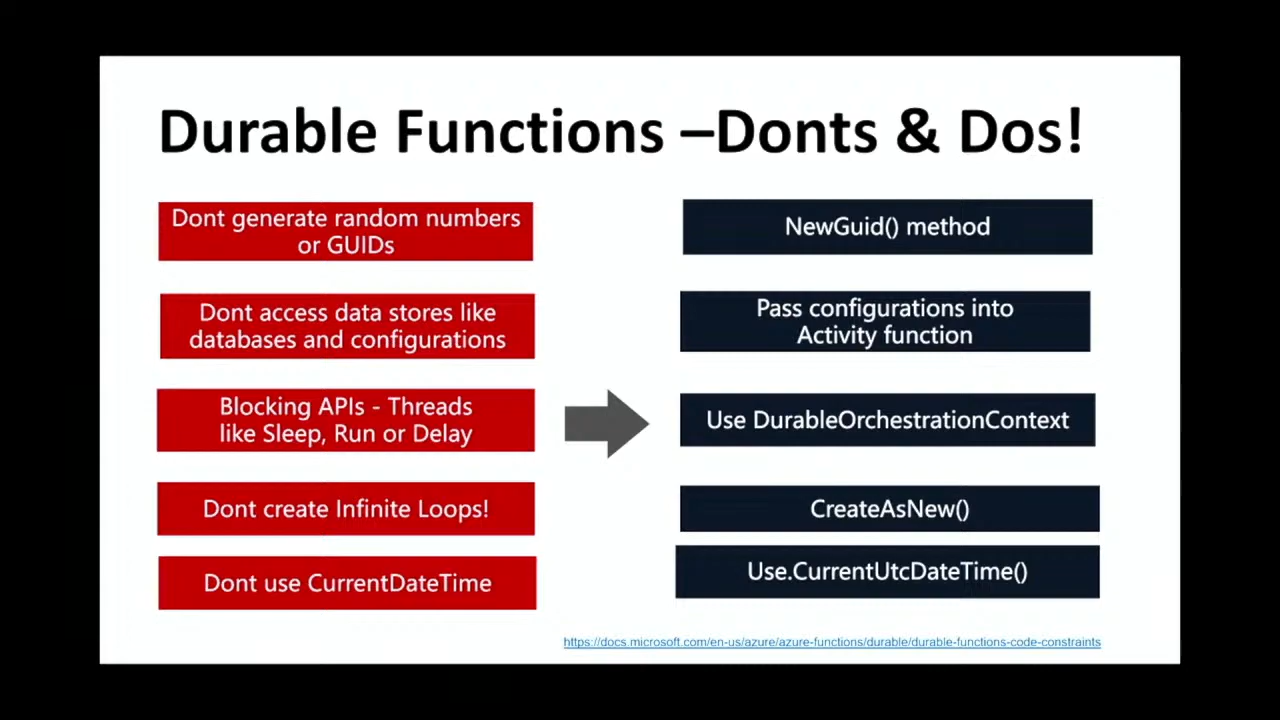 Durable Functions –Donts & Dos!
Dont generate random numbers
or GUIDs
NewGuid() method
Dont access data stores like
databases and configurations
Pass configurations into
Activity function
Blocking APIs - Threads
like Sleep, Run or Delay
Use DurableOrchestrationContext
Dont create Infinite Loops!
CreateAsNew()
Dont use CurrentDateTime
Use.CurrentUtcDateTime()
https://docs.microsoft.com/en-us/azure/azure-functions/durable/durable-functions-code-constraints